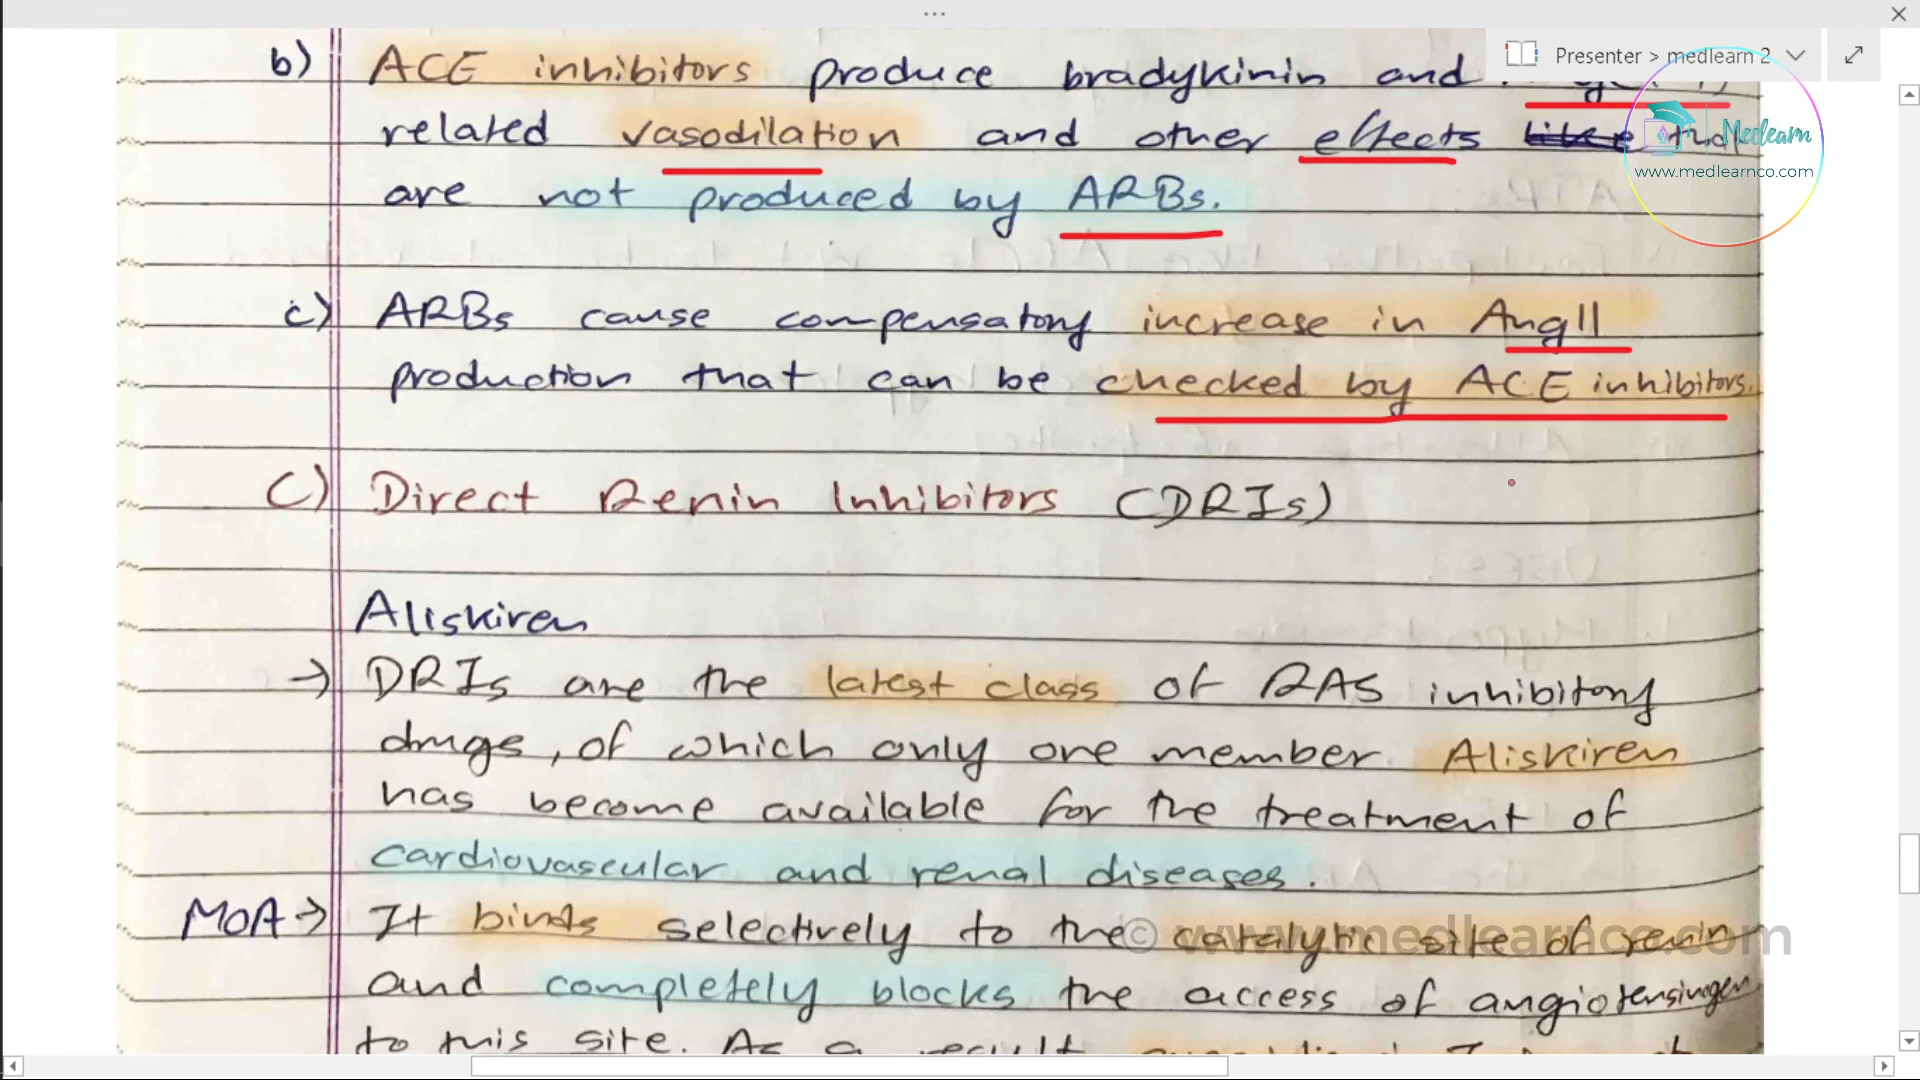 ...
Presenter > medlearn 2
b) ACE inhibitors produce bradykinin and
related vasodilation and other effects like that
are not produced by ARBs.
Medlearn
www.medlearnco.com
c) ARBs cause compensatory increase in AngII
production that can be checked by ACE inhibitors.
C) Direct Renin Inhibitors (DRIs)
Aliskiren
→ DRIs are the latest class of RAS inhibitory
drugs, of which only one member Aliskiren
has become available for the treatment of
cardiovascular and renal diseases.
MOA → It binds selectively to the catalytic site of renin
© www.medlearnco.com
and completely blocks the access of angiotensinogen
to this site. As a result